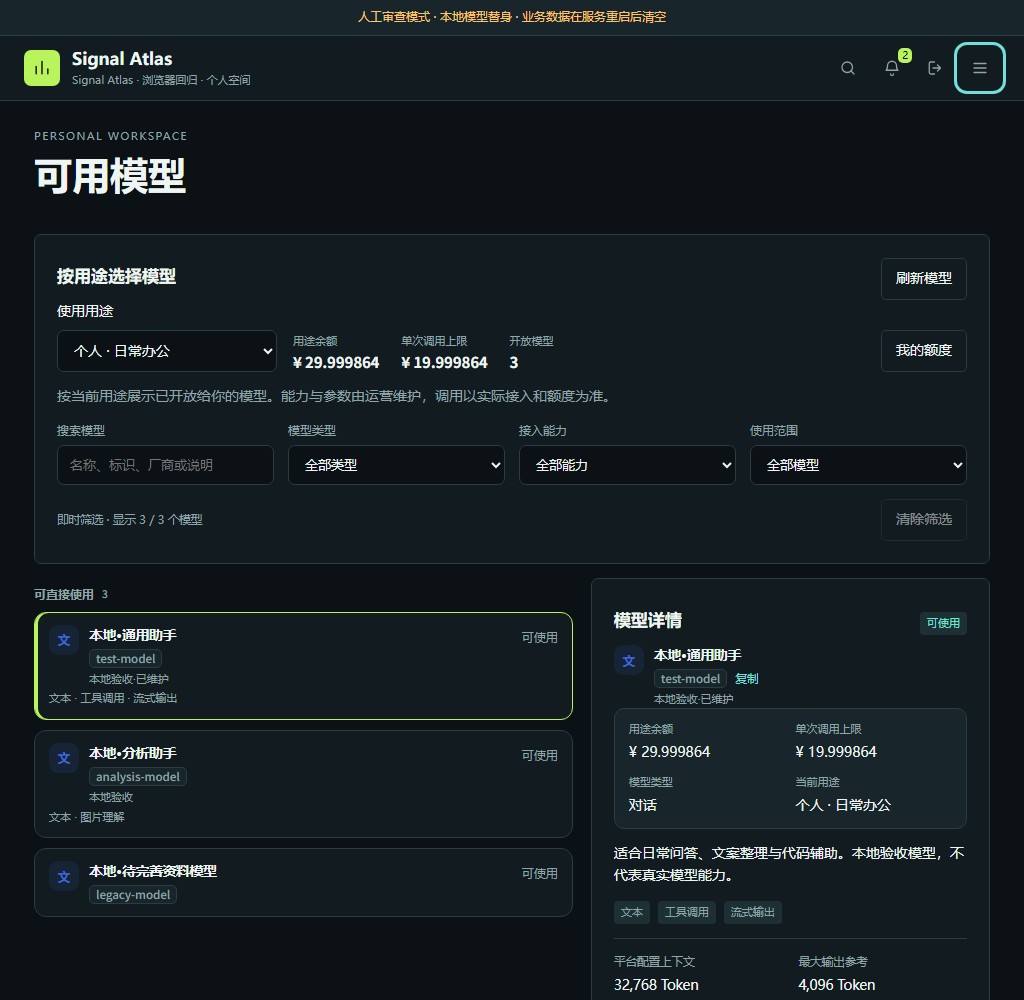 人工审查模式 · 本地模型替身 · 业务数据在服务重启后清空
Signal Atlas
Signal Atlas · 浏览器回归 · 个人空间
2
PERSONAL WORKSPACE
可用模型
按用途选择模型
刷新模型
使用用途
个人 · 日常办公
用途余额
¥ 29.999864
单次调用上限
¥ 19.999864
开放模型
3
我的额度
按当前用途展示已开放给你的模型。能力与参数由运营维护，调用以实际接入和额度为准。
搜索模型
名称、标识、厂商或说明
模型类型
全部类型
接入能力
全部能力
使用范围
全部模型
即时筛选 · 显示 3 / 3 个模型
清除筛选
可直接使用 3
文
本地•通用助手
可使用
test-model
本地验收·已维护
文本 · 工具调用 · 流式输出
文
本地•分析助手
可使用
analysis-model
本地验收
文本 · 图片理解
文
本地•待完善资料模型
可使用
legacy-model
模型详情
可使用
文
本地•通用助手
test-model 复制
本地验收·已维护
用途余额
¥ 29.999864
单次调用上限
¥ 19.999864
模型类型
对话
当前用途
个人 · 日常办公
适合日常问答、文案整理与代码辅助。本地验收模型，不
代表真实模型能力。
文本 工具调用 流式输出
平台配置上下文
32,768 Token
最大输出参考
4,096 Token